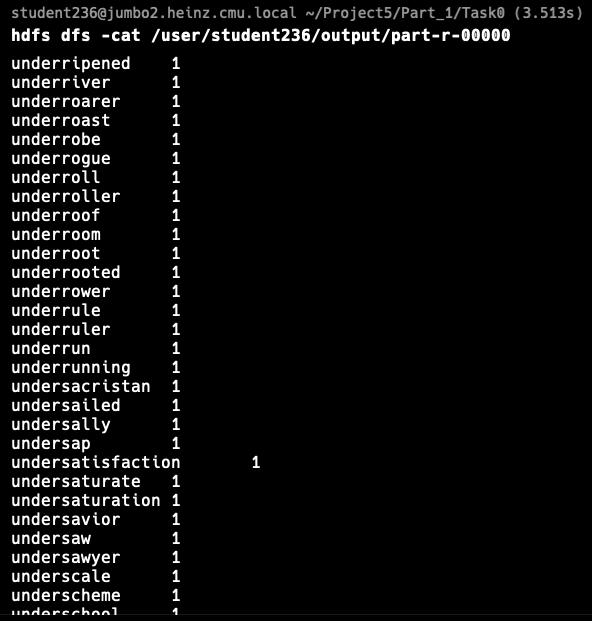 student236@jumbo2.heinz.cmu.local ~/Project5/Part_1/Task0 (3.513s)
hdfs dfs -cat /user/student236/output/part-r-00000
underripened 1
underriver 1
underroarer 1
underroast 1
underrobe 1
underrogue 1
underroll 1
underroller 1
underroof 1
underroom 1
underroot 1
underrooted 1
underrower 1
underrule 1
underruler 1
underrun 1
underrunning 1
undersacristan 1
undersailed 1
undersally 1
undersap 1
undersatisfaction 1
undersaturate 1
undersaturation 1
undersavior 1
undersaw 1
undersawyer 1
underscale 1
underscheme 1
underschool 1